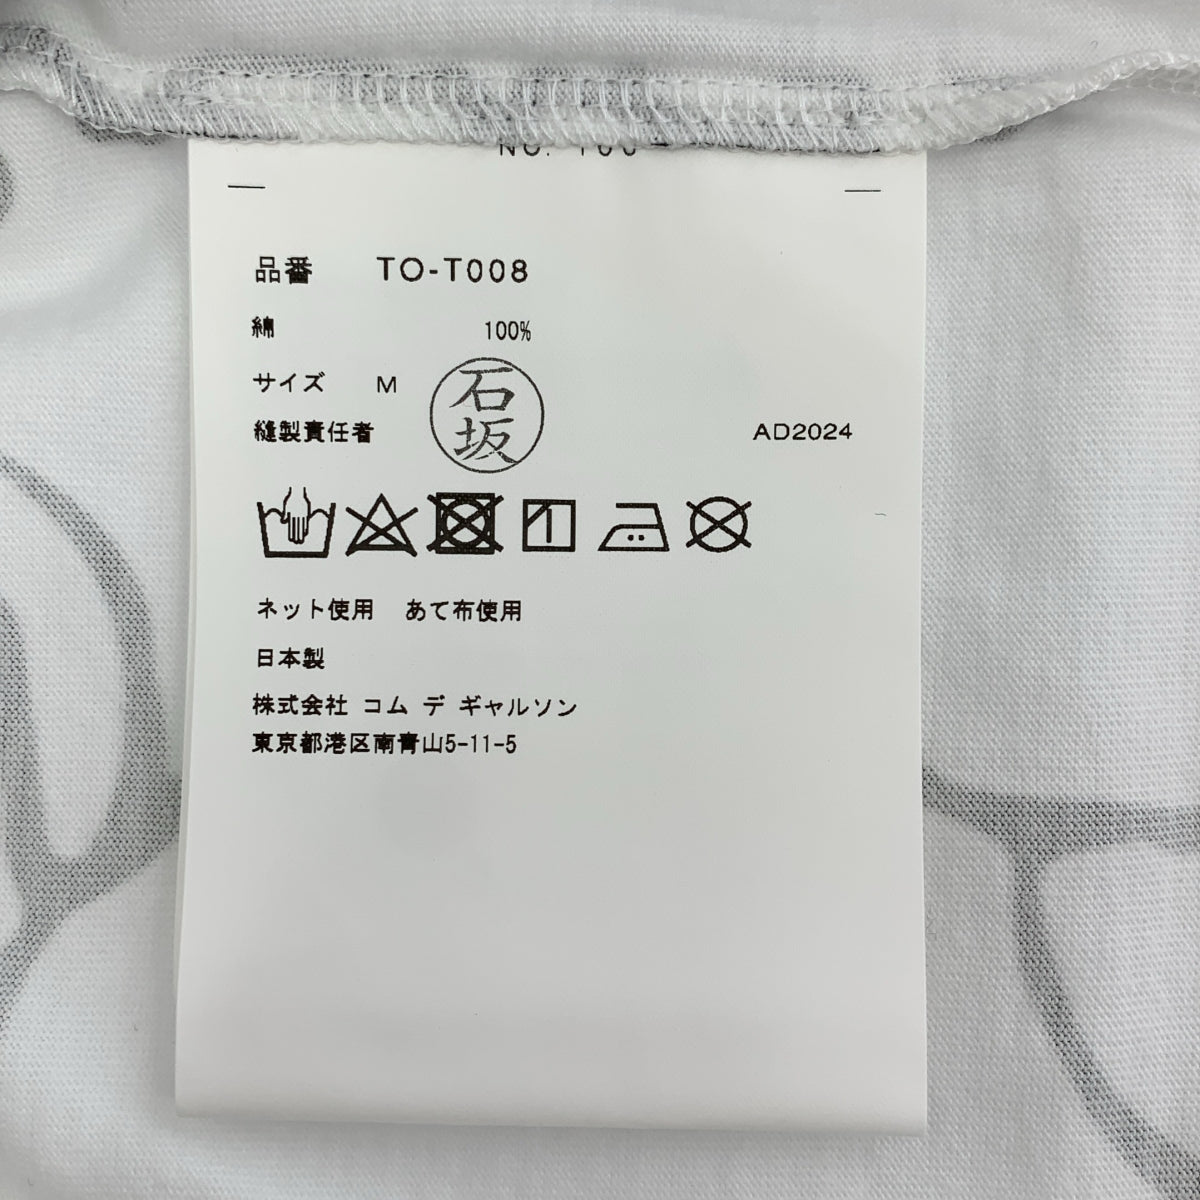 品番 TO-T008
綿 100%
サイズ M
石坂
縫製責任者
AD2024
ネット使用 あて布使用
日本製
株式会社 コム デ ギャルソン
東京都港区南青山5-11-5